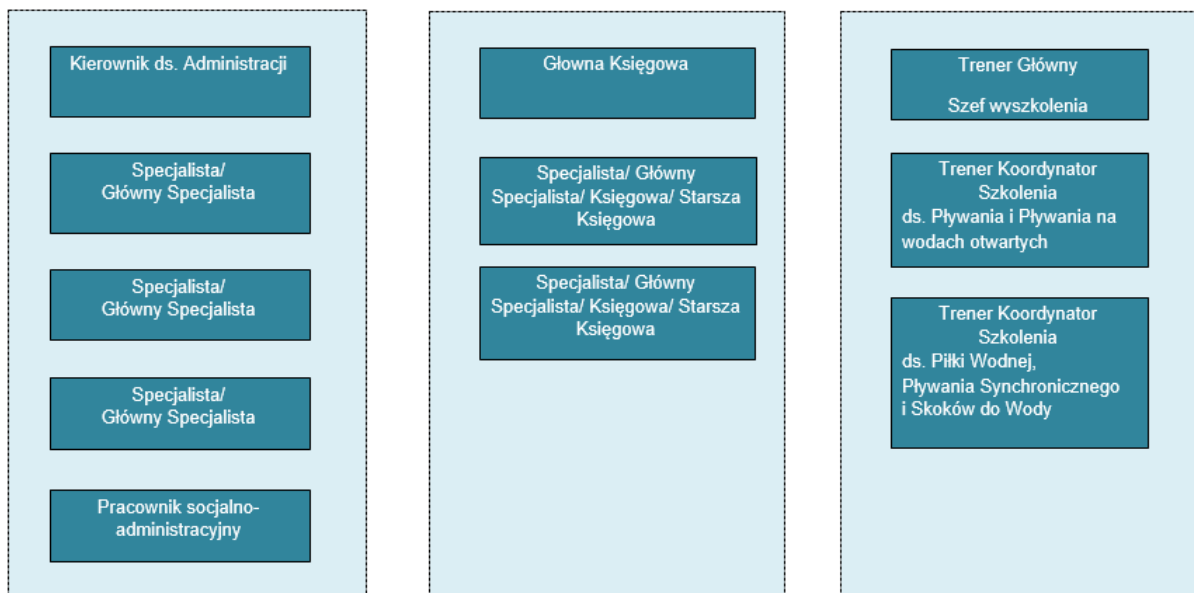 Kierownik ds. Administracji
Specjalista/
Główny Specjalista
Specjalista/
Główny Specjalista
Specjalista/
Główny Specjalista
Pracownik socjalno-
administracyjny
Głowna Księgowa
Specjalista/ Główny
Specjalista/ Księgowa/ Starsza
Księgowa
Specjalista/ Główny
Specjalista/ Księgowa/ Starsza
Księgowa
Trener Główny
Szef wyszkolenia
Trener Koordynator
Szkolenia
ds. Pływania i Pływania na
wodach otwartych
Trener Koordynator
Szkolenia
ds. Piłki Wodnej,
Pływania Synchronicznego
i Skoków do Wody